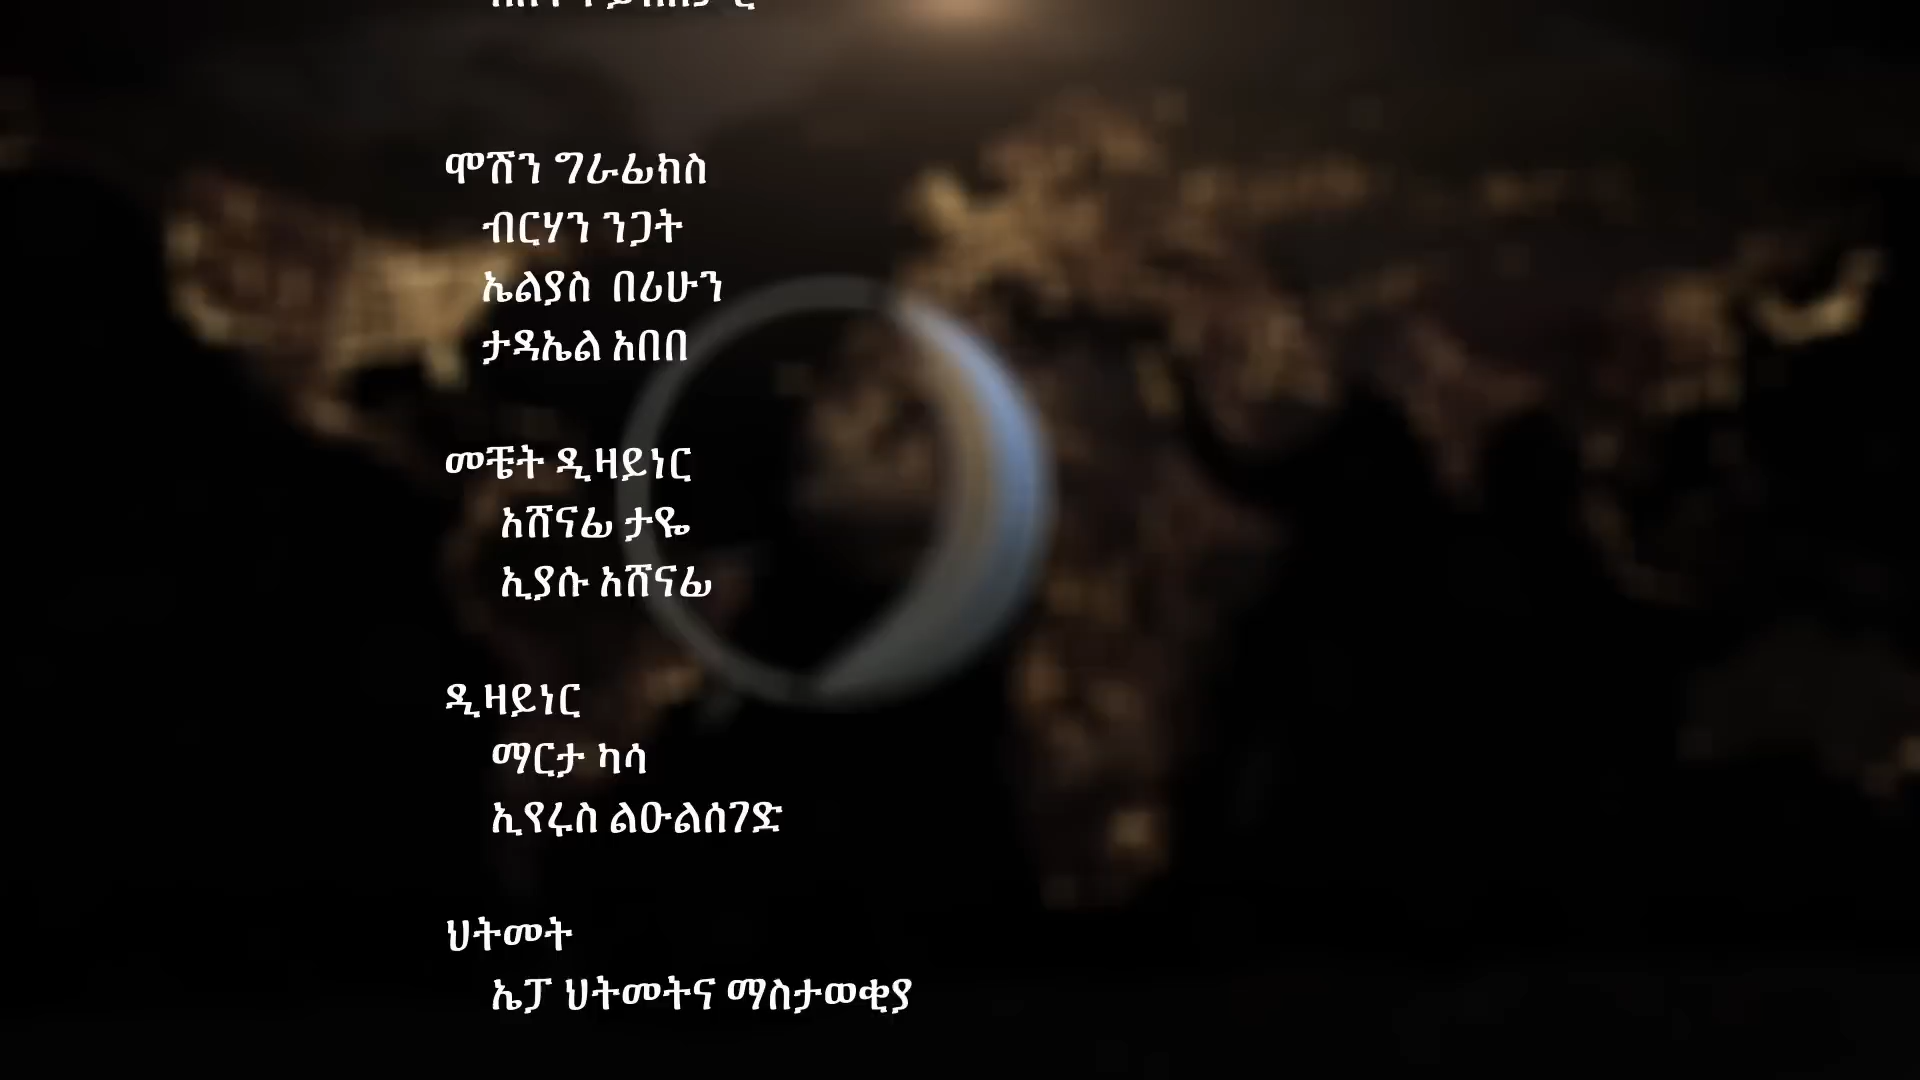 ሞሽን ግራፊክስ
ብርሃን ንጋት
ኤልያስ በሪሁን
ታዳኤል አበበ
መቼት ዲዛይነር
አሸናፊ ታዬ
ኢያሱ አሸናፊ
ዲዛይነር
ማርታ ካሳ
ኢየሩስ ልዑልሰገድ
ህትመት
ኤፓ ህትመትና ማስታወቂያ